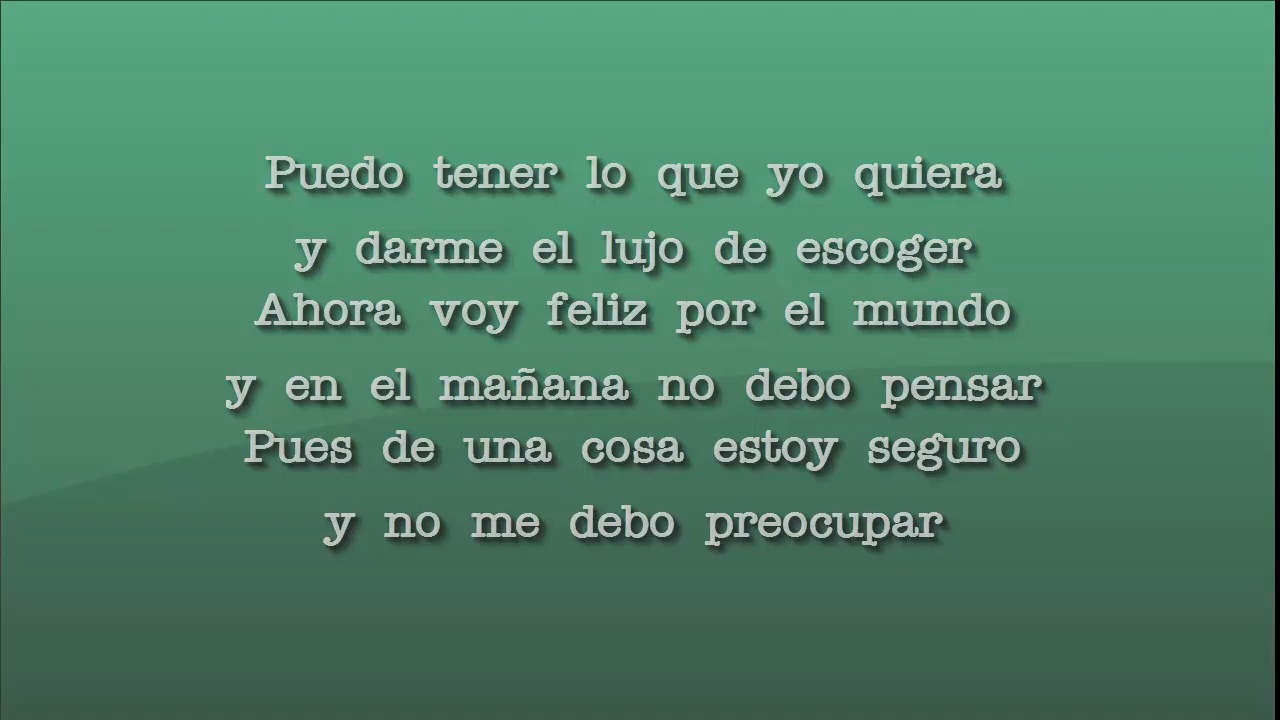 Puedo tener lo que yo quiera
y darme el lujo de escoger
Ahora voy feliz por el mundo
y en el mañana no debo pensar
Pues de una cosa estoy seguro
y no me debo preocupar